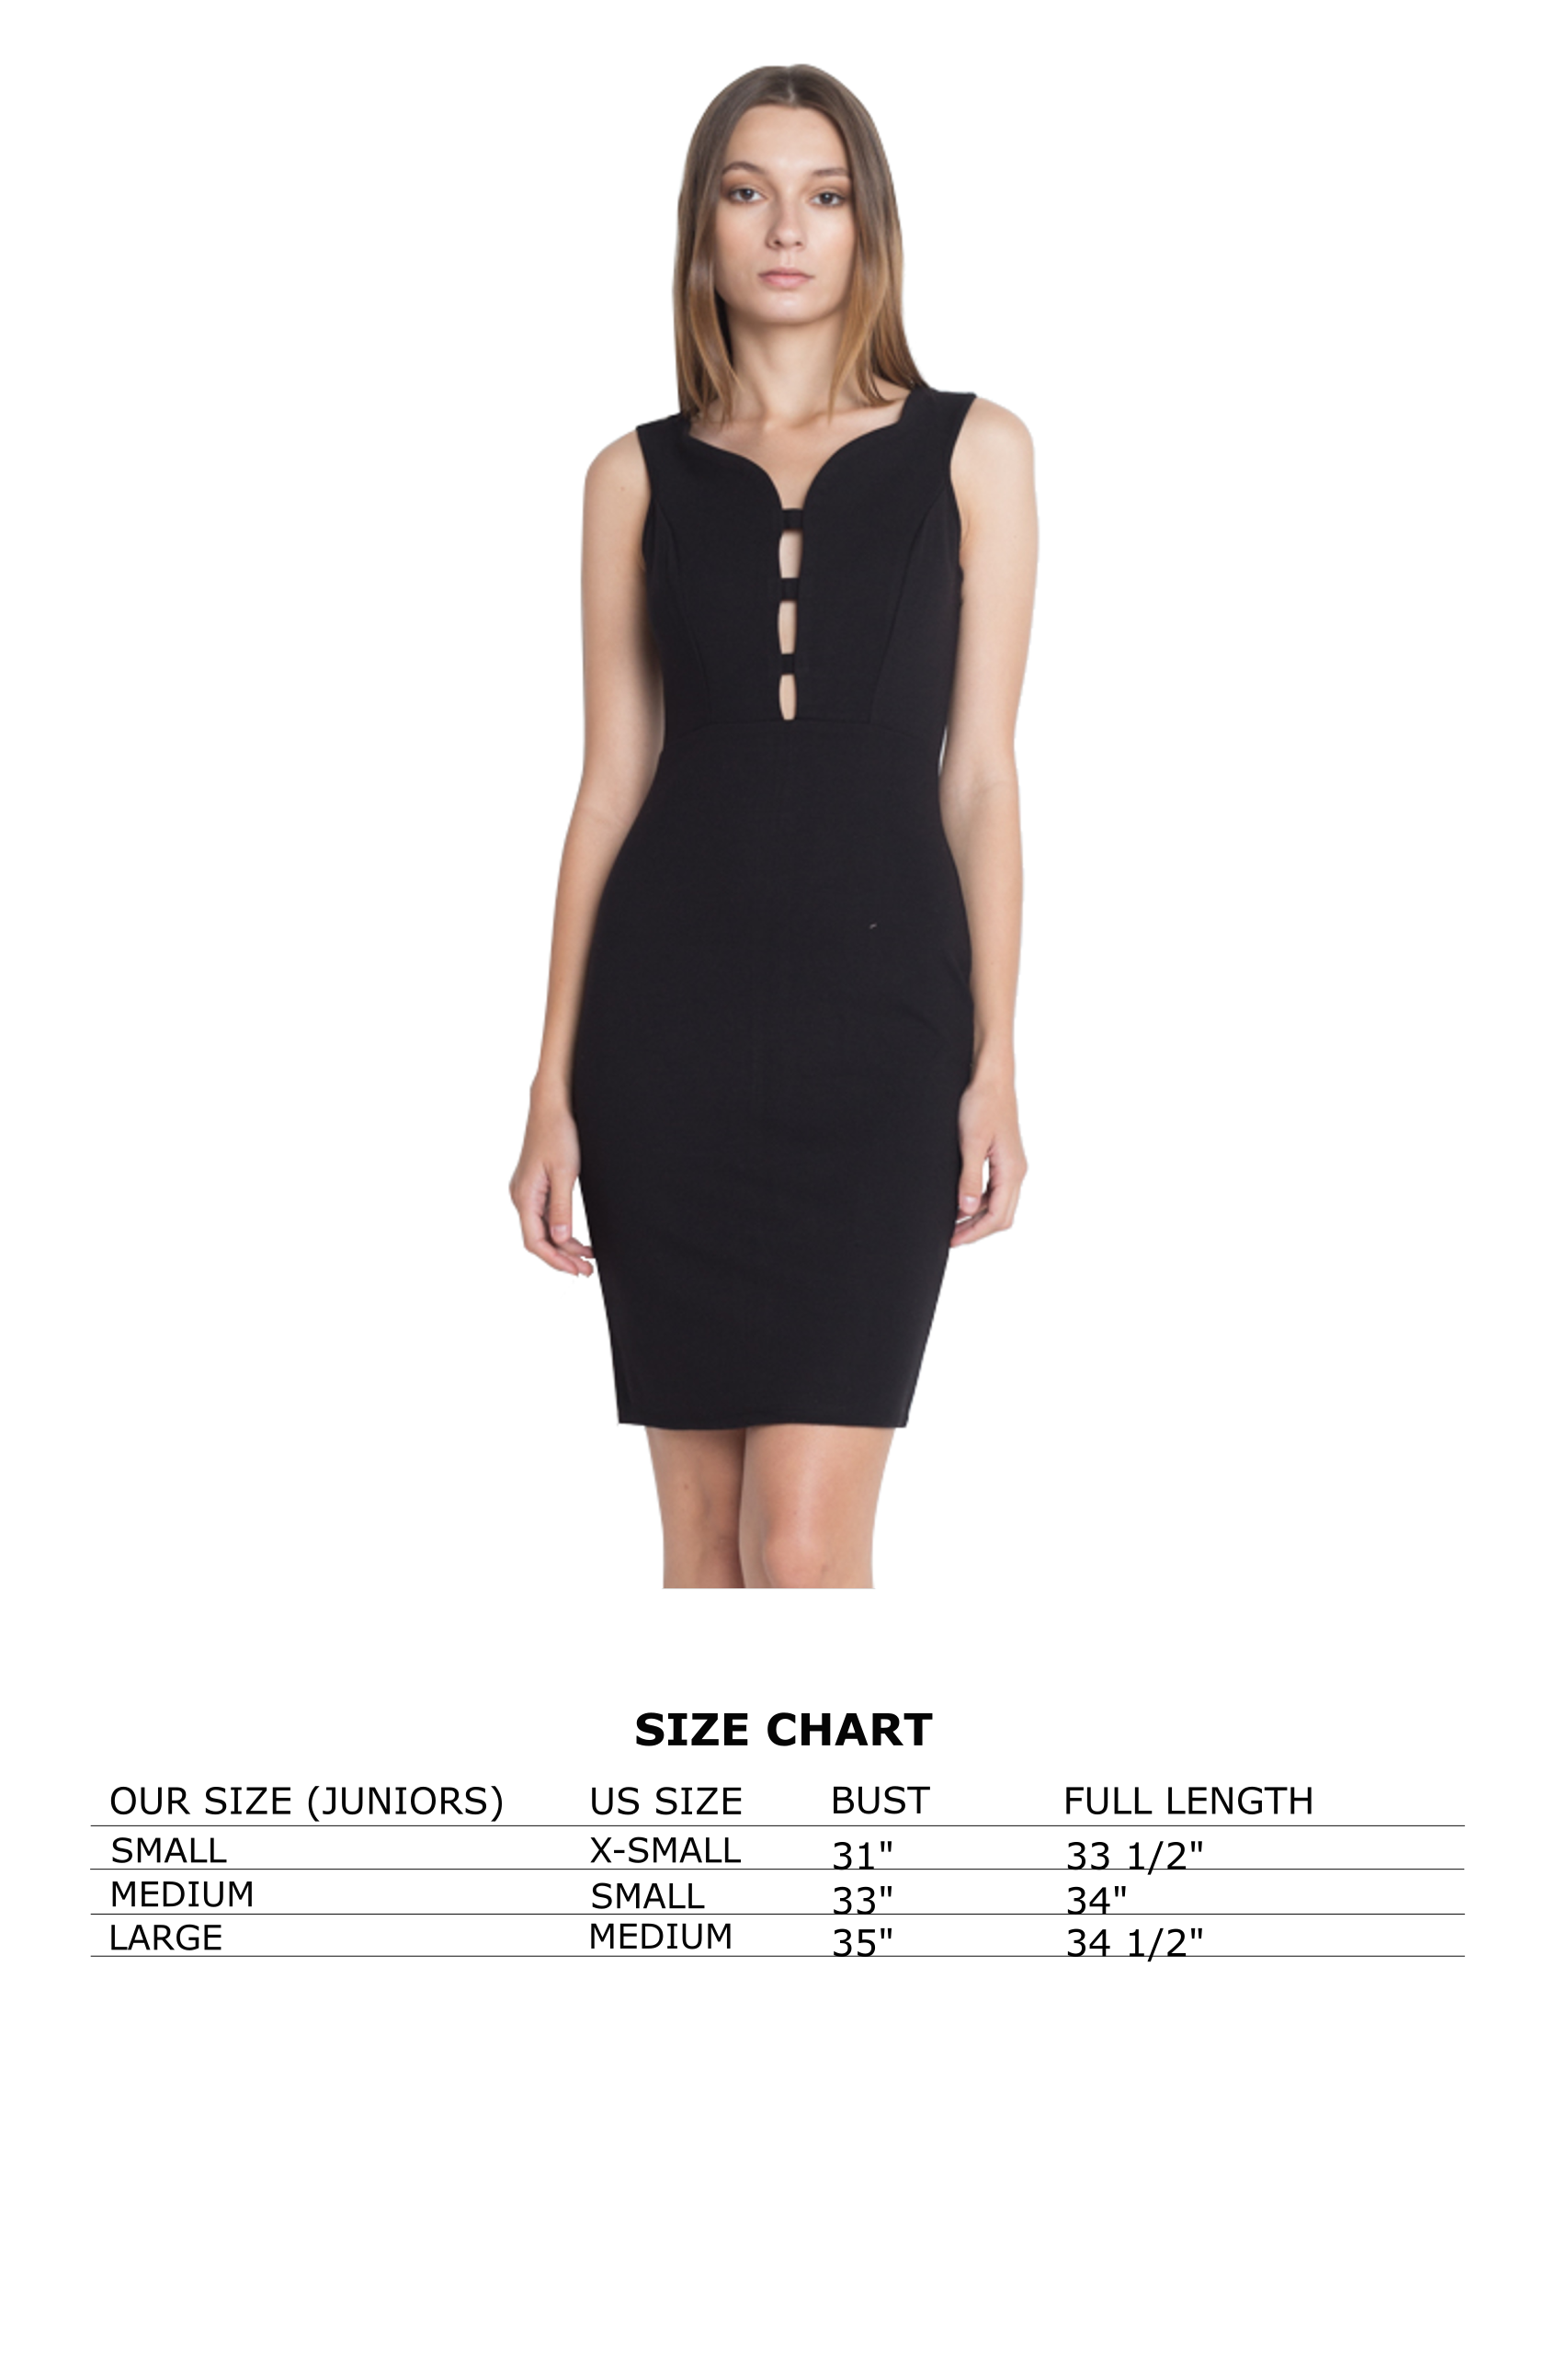 SIZE CHART
OUR SIZE (JUNIORS) US SIZE BUST FULL LENGTH
SMALL X-SMALL 31" 33 1/2"
MEDIUM SMALL 33" 34"
LARGE MEDIUM 35" 34 1/2"